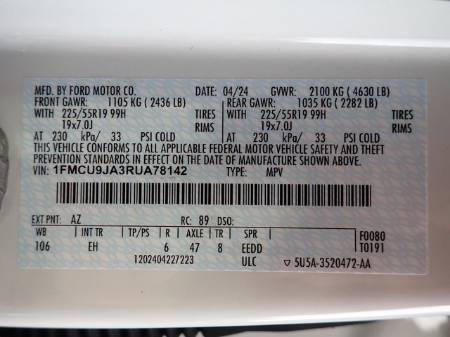 MFD. BY FORD MOTOR CO. DATE: 04/24 GVWR: 2100 KG (4630 LB)
FRONT GAWR: 1105 KG (2436 LB) REAR GAWR: 1035 KG (2282 LB)
WITH 225/55R19 99H TIRES WITH 225/55R19 99H TIRES
19x7.0J RIMS 19x7.0J RIMS
AT 230 kPa/ 33 PSI COLD AT 230 kPa/ 33 PSI COLD
THIS VEHICLE CONFORMS TO ALL APPLICABLE FEDERAL MOTOR VEHICLE SAFETY AND THEFT
PREVENTION STANDARDS IN EFFECT ON THE DATE OF MANUFACTURE SHOWN ABOVE.
VIN: 1FMCU9JA3RUA78142 TYPE: MPV
EXT PNT: AZ RC: 89 DSO:
WB INT TR TP/PS R AXLE TR SPR F0080
106 EH 6 47 8 EEDD T0191
1202404227223 ULC ▽ 5U5A-3520472-AA